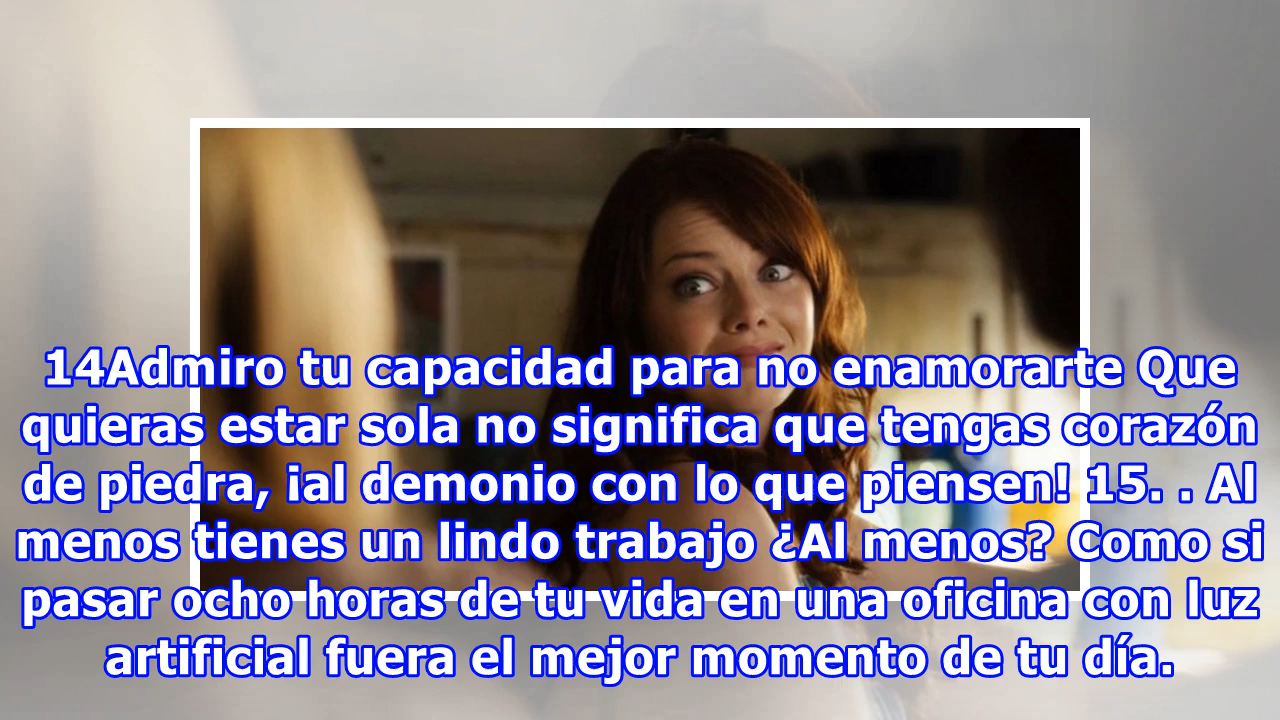 14Admiro tu capacidad para no enamorarte Que
quieras estar sola no significa que tengas corazón
de piedra, ¡al demonio con lo que piensen! 15. . Al
menos tienes un lindo trabajo ¿Al menos? Como si
pasar ocho horas de tu vida en una oficina con luz
artificial fuera el mejor momento de tu día.